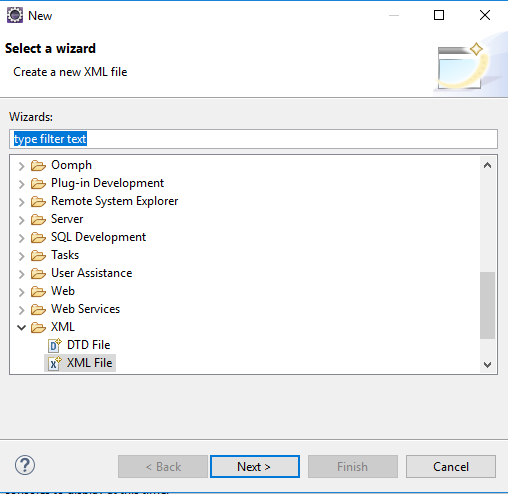 New
Select a wizard
Create a new XML file
Wizards:
type filter text
Oomph
Plug-in Development
Remote System Explorer
Server
SQL Development
Tasks
User Assistance
Web
Web Services
XML
DTD File
XML File
< Back Next > Finish Cancel